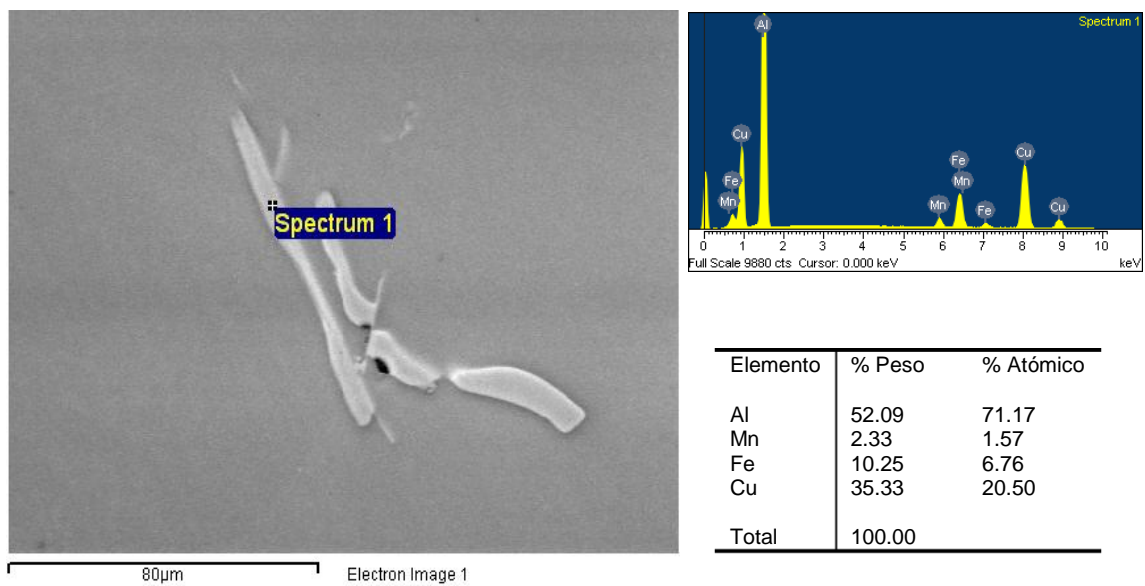 Spectrum 1
80µm
Electron Image 1
Spectrum 1
Al
Cu
Cu
Fe
Fe
Mn
Mn
Mn
Fe
Cu
0 1 2 3 4 5 6 7 8 9 10
Full Scale 9880 cts Cursor: 0.000 keV
keV
Elemento % Peso % Atómico
Al 52.09 71.17
Mn 2.33 1.57
Fe 10.25 6.76
Cu 35.33 20.50
Total 100.00